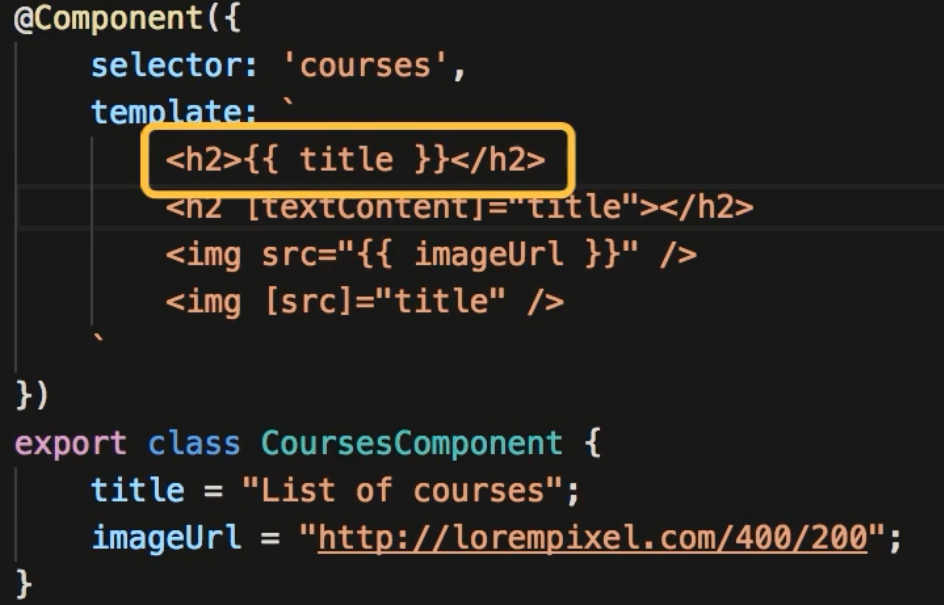 @Component({
    selector: 'courses',
    template: `
        <h2>{{ title }}</h2>
        <h2 [textContent]="title"></h2>
        <img src="{{ imageUrl }}" />
        <img [src]="title" />
    `
})
export class CoursesComponent {
    title = "List of courses";
    imageUrl = "http://lorempixel.com/400/200";
}